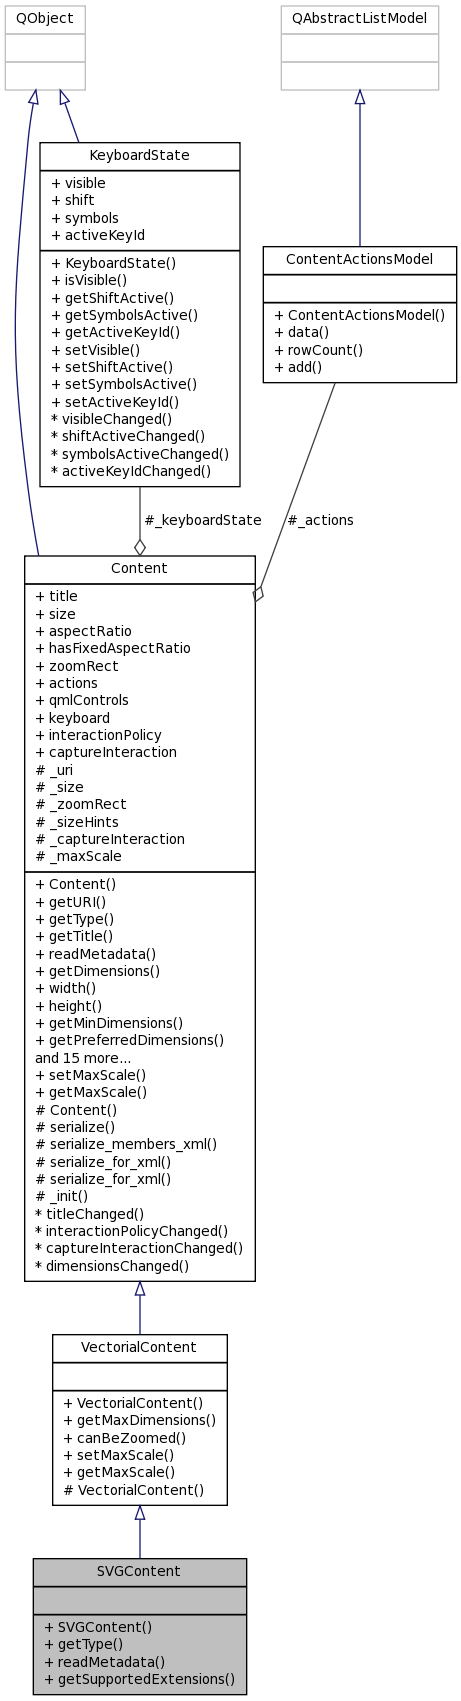 QObject
QAbstractListModel
KeyboardState
+ visible
+ shift
+ symbols
+ activeKeyId
+ KeyboardState()
+ isVisible()
+ getShiftActive()
+ getSymbolsActive()
+ getActiveKeyId()
+ setVisible()
+ setShiftActive()
+ setSymbolsActive()
+ setActiveKeyId()
* visibleChanged()
* shiftActiveChanged()
* symbolsActiveChanged()
* activeKeyIdChanged()
ContentActionsModel
+ ContentActionsModel()
+ data()
+ rowCount()
+ add()
#_keyboardState
#_actions
Content
+ title
+ size
+ aspectRatio
+ hasFixedAspectRatio
+ zoomRect
+ actions
+ qmlControls
+ keyboard
+ interactionPolicy
+ captureInteraction
# _uri
# _size
# _zoomRect
# _sizeHints
# _captureInteraction
# _maxScale
+ Content()
+ getURI()
+ getType()
+ getTitle()
+ readMetadata()
+ getDimensions()
+ width()
+ height()
+ getMinDimensions()
+ getPreferredDimensions()
and 15 more...
+ setMaxScale()
+ getMaxScale()
# Content()
# serialize()
# serialize_members_xml()
# serialize_for_xml()
# serialize_for_xml()
# _init()
* titleChanged()
* interactionPolicyChanged()
* captureInteractionChanged()
* dimensionsChanged()
VectorialContent
+ VectorialContent()
+ getMaxDimensions()
+ canBeZoomed()
+ setMaxScale()
+ getMaxScale()
# VectorialContent()
SVGContent
+ SVGContent()
+ getType()
+ readMetadata()
+ getSupportedExtensions()